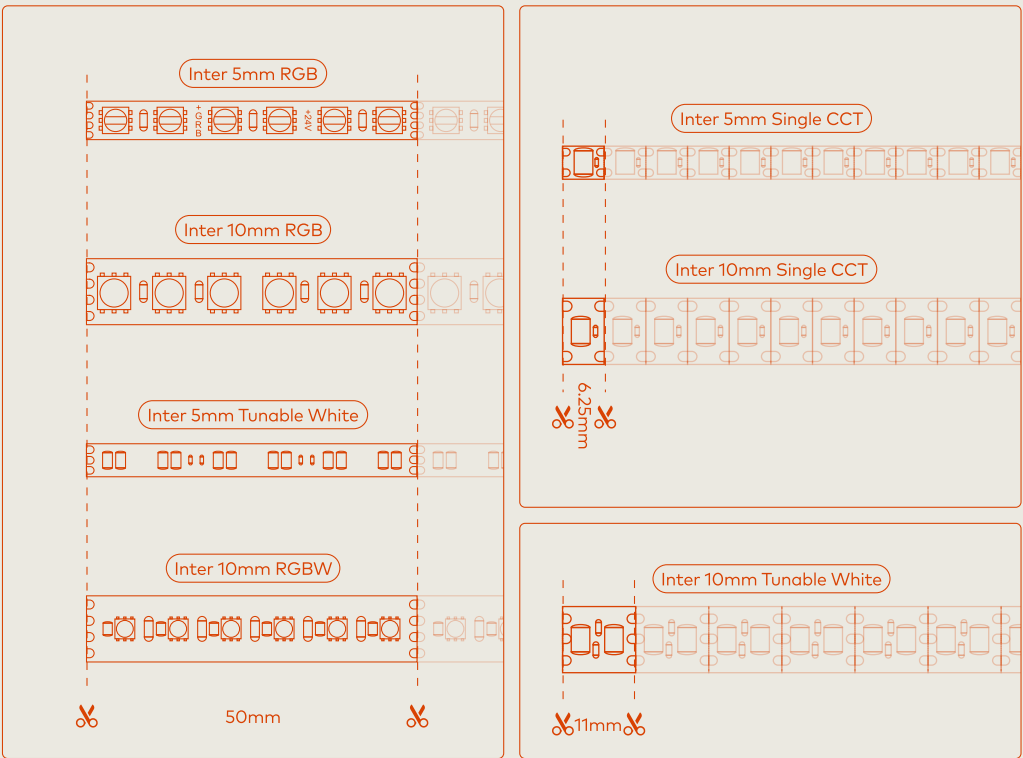 Inter 5mm RGB
+
G
R
B
+24V
Inter 10mm RGB
Inter 5mm Tunable White
Inter 10mm RGBW
50mm
Inter 5mm Single CCT
Inter 10mm Single CCT
6.25mm
Inter 10mm Tunable White
11mm